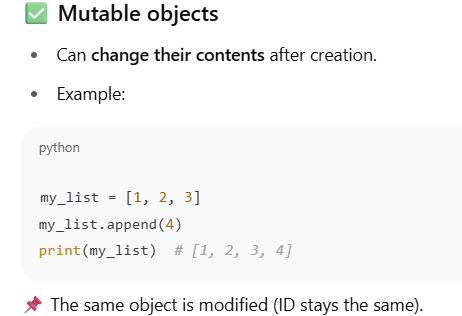 ✅ Mutable objects
• Can change their contents after creation.
• Example:
python
my_list = [1, 2, 3]
my_list.append(4)
print(my_list)  # [1, 2, 3, 4]
📌 The same object is modified (ID stays the same).